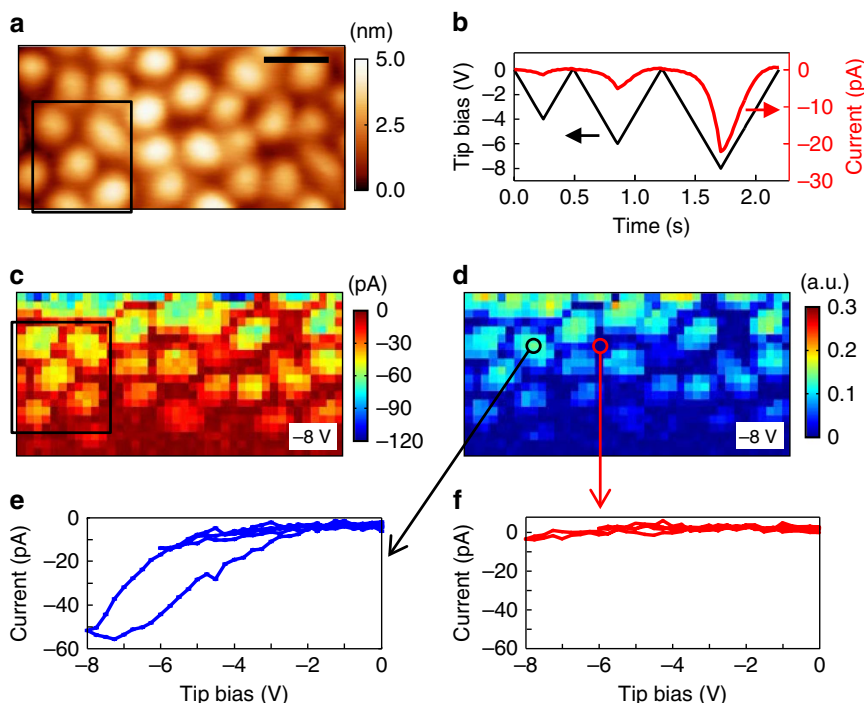 a
(nm)
5.0
2.5
0.0
b
Tip bias (V)
0
−2
−4
−6
−8
0
−10
−20
−30
Current (pA)
0.0 0.5 1.0 1.5 2.0
Time (s)
c
(pA)
0
−30
−60
−90
−120
−8 V
d
(a.u.)
0.3
0.2
0.1
0
−8 V
e
Current (pA)
0
−20
−40
−60
−8 −6 −4 −2 0
Tip bias (V)
f
Current (pA)
0
−20
−40
−60
−8 −6 −4 −2 0
Tip bias (V)